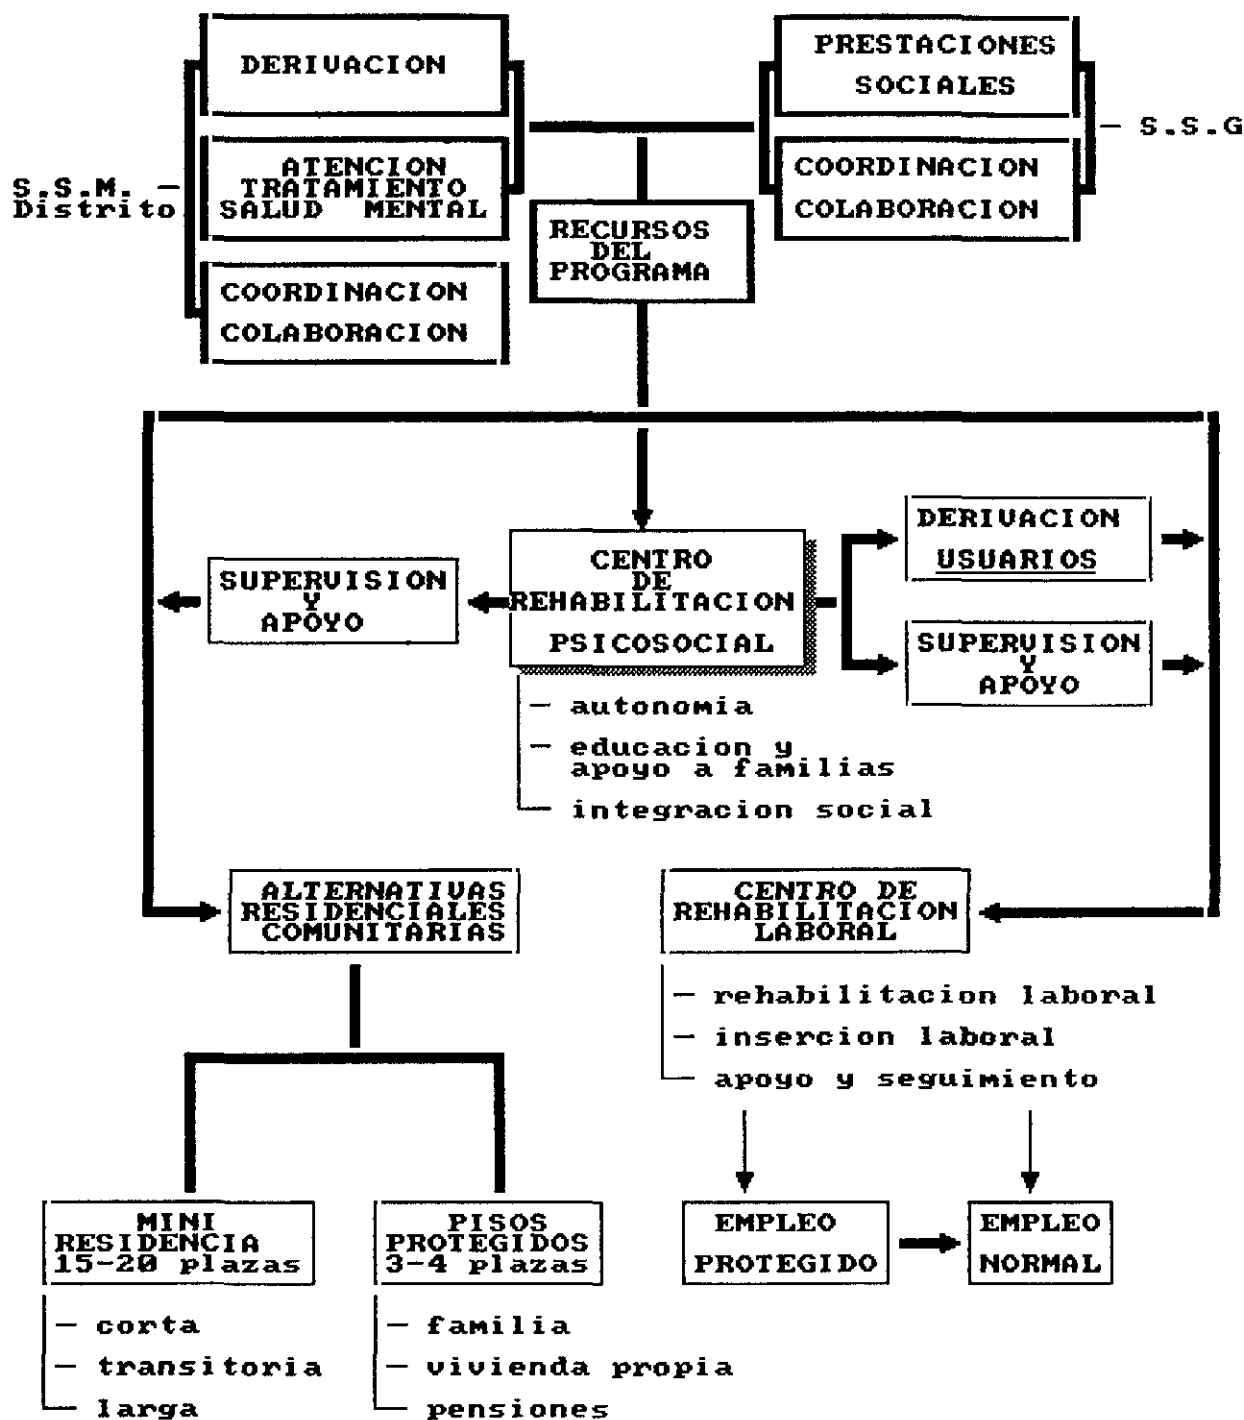 DERIVACION
PRESTACIONES
SOCIALES
- S.S.G
S.S.M. -
Distrito
ATENCION
TRATAMIENTO
SALUD MENTAL
COORDINACION
COLABORACION
RECURSOS
DEL
PROGRAMA
COORDINACION
COLABORACION
CENTRO
DE
REHABILITACION
PSICOSOCIAL
SUPERVISION
Y
APOYO
DERIVACION
USUARIOS
SUPERVISION
Y
APOYO
- autonomia
- educacion y
apoyo a familias
- integracion social
ALTERNATIVAS
RESIDENCIALES
COMUNITARIAS
CENTRO DE
REHABILITACION
LABORAL
- rehabilitacion laboral
- insercion laboral
- apoyo y seguimiento
MINI
RESIDENCIA
15-20 plazas
PISOS
PROTEGIDOS
3-4 plazas
EMPLEO
PROTEGIDO
EMPLEO
NORMAL
- corta
- transitoria
- larga
- familia
- vivienda propia
- pensiones